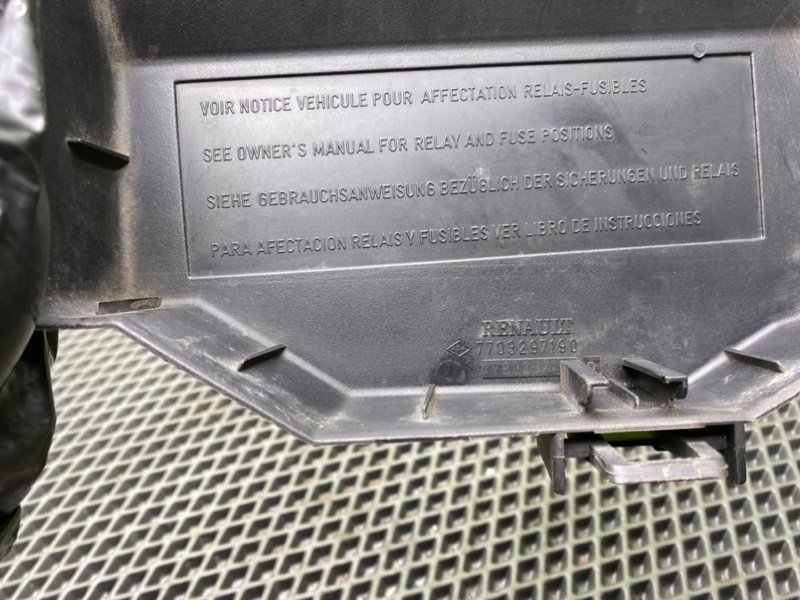 VOIR NOTICE VEHICULE POUR AFFECTATION RELAIS-FUSIBLES
SEE OWNER'S MANUAL FOR RELAY AND FUSE POSITIONS
SIEHE GEBRAUCHSANWEISUNG BEZÜGLICH DER SICHERUNGEN UND RELAIS
PARA AFECTACION RELAIS Y FUSIBLES VER LIBRO DE INSTRUCCIONES
RENAULT
7703297190